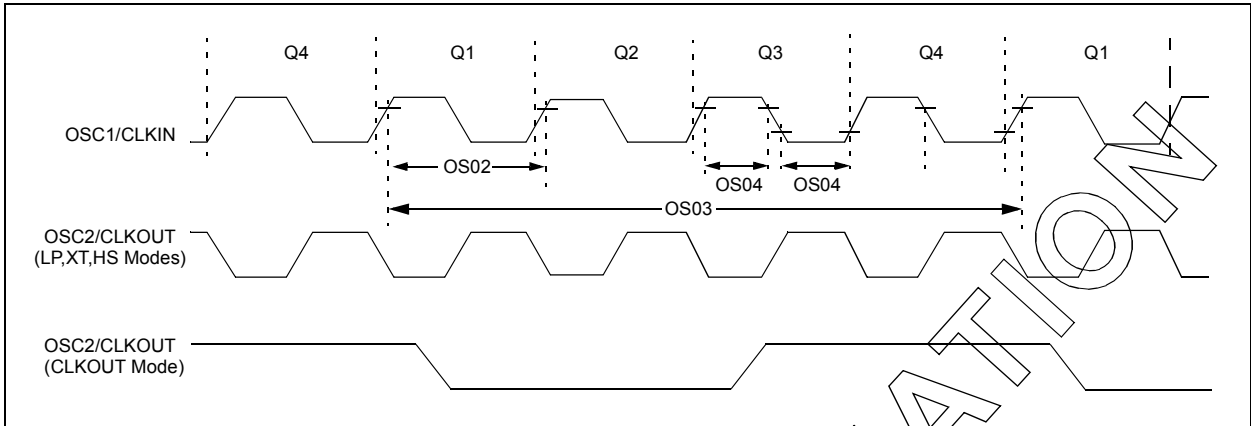 Q4 Q1 Q2 Q3 Q4 Q1
OSC1/CLKIN
OS02 OS04 OS04
OS03
OSC2/CLKOUT
(LP,XT,HS Modes)
OSC2/CLKOUT
(CLKOUT Mode)
ATION